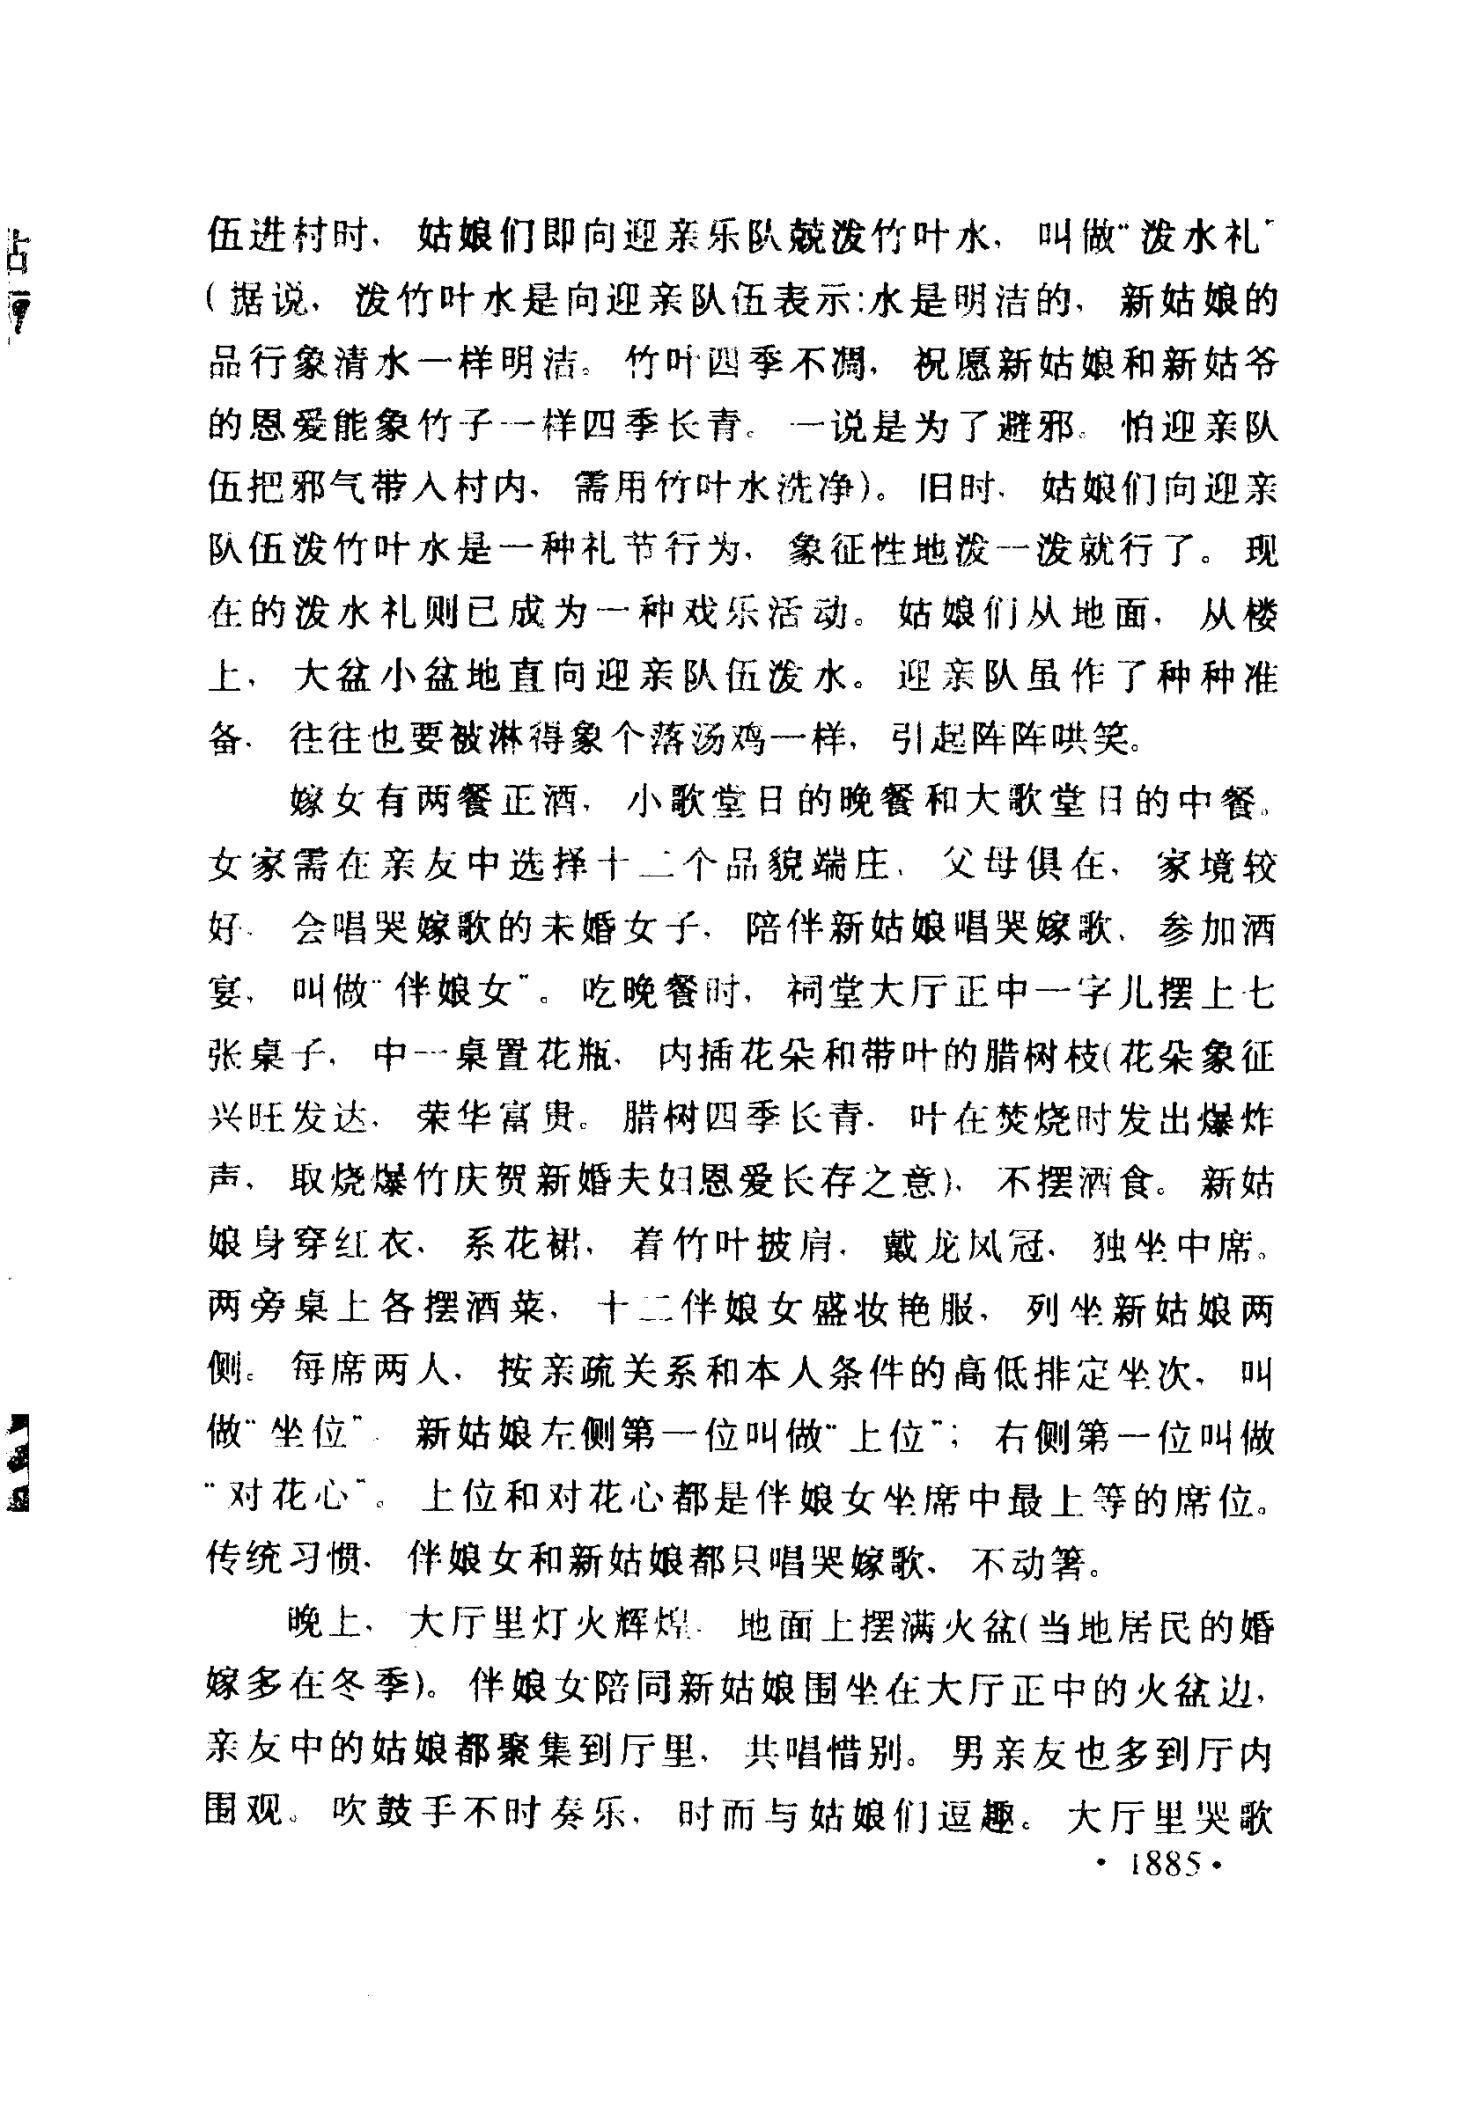 伍进村时，姑娘们即向迎亲乐队兢泼竹叶水，叫做“泼水礼”
（据说，泼竹叶水是向迎亲队伍表示：水是明洁的，新姑娘的
品行象清水一样明洁。竹叶四季不凋，祝愿新姑娘和新姑爷
的恩爱能象竹子一样四季长青。一说是为了避邪。怕迎亲队
伍把邪气带入村内，需用竹叶水洗净）。旧时，姑娘们向迎亲
队伍泼竹叶水是一种礼节行为，象征性地泼一泼就行了。现
在的泼水礼则已成为一种戏乐活动。姑娘们从地面，从楼
上，大盆小盆地直向迎亲队伍泼水。迎亲队虽作了种种准
备，往往也要被淋得象个落汤鸡一样，引起阵阵哄笑。
嫁女有两餐正酒，小歌堂日的晚餐和大歌堂日的中餐。
女家需在亲友中选择十二个品貌端庄、父母俱在，家境较
好，会唱哭嫁歌的未婚女子，陪伴新姑娘唱哭嫁歌、参加酒
宴，叫做“伴娘女”。吃晚餐时，祠堂大厅正中一字儿摆上七
张桌子，中一桌置花瓶，内插花朵和带叶的腊树枝（花朵象征
兴旺发达，荣华富贵。腊树四季长青，叶在焚烧时发出爆炸
声，取烧爆竹庆贺新婚夫妇恩爱长存之意），不摆酒食。新姑
娘身穿红衣、系花裙，着竹叶披肩，戴龙凤冠，独坐中席。
两旁桌上各摆酒菜，十二伴娘女盛妆艳服，列坐新姑娘两
侧。每席两人，按亲疏关系和本人条件的高低排定坐次，叫
做“坐位”。新姑娘左侧第一位叫做“上位”；右侧第一位叫做
“对花心”。上位和对花心都是伴娘女坐席中最上等的席位。
传统习惯，伴娘女和新姑娘都只唱哭嫁歌，不动箸。
晚上，大厅里灯火辉煌，地面上摆满火盆（当地居民的婚
嫁多在冬季）。伴娘女陪同新姑娘围坐在大厅正中的火盆边，
亲友中的姑娘都聚集到厅里，共唱惜别。男亲友也多到厅内
围观。吹鼓手不时奏乐，时而与姑娘们逗趣。大厅里哭歌
·1885·